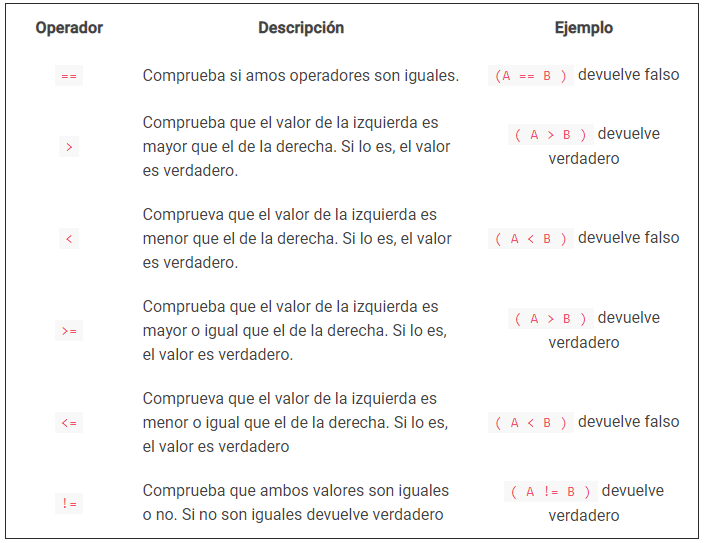 Operador Descripción Ejemplo
== Comprueba si amos operadores son iguales. (A == B ) devuelve falso
Comprueba que el valor de la izquierda es
mayor que el de la derecha. Si lo es, el valor
es verdadero.
>
( A > B ) devuelve
verdadero
Comprueva que el valor de la izquierda es
menor que el de la derecha. Si lo es, el valor
es verdadero.
<
( A < B ) devuelve falso
Comprueba que el valor de la izquierda es
mayor o igual que el de la derecha. Si lo es,
el valor es verdadero.
>=
( A > B ) devuelve
verdadero
Comprueva que el valor de la izquierda es
menor o igual que el de la derecha. Si lo es,
el valor es verdadero
<=
( A < B ) devuelve falso
Comprueba que ambos valores son iguales
o no. Si no son iguales devuelve verdadero
!=
( A != B ) devuelve
verdadero